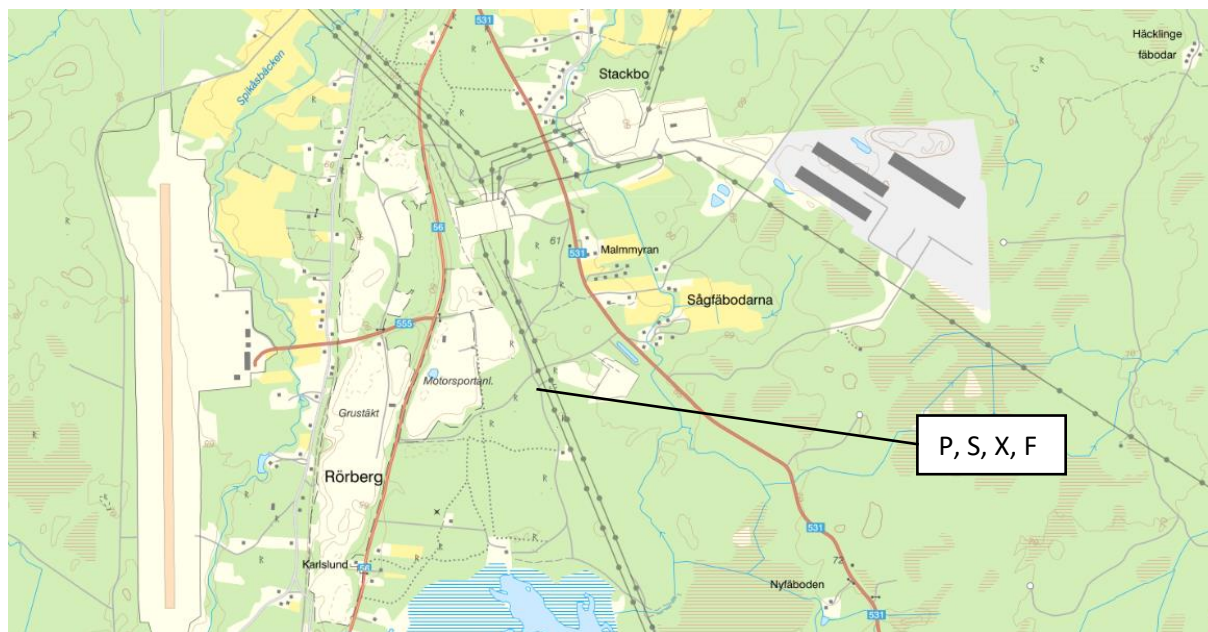 531
Häcklinge
fäbodar
Spikåsbäcken
Stackbo
56
61
531
Malmmyran
Sågfäbodarna
555
Motorsportanl.
Grustäkt
P, S, X, F
Rörberg
531
72
Karlslund
56
Nyfäboden
531